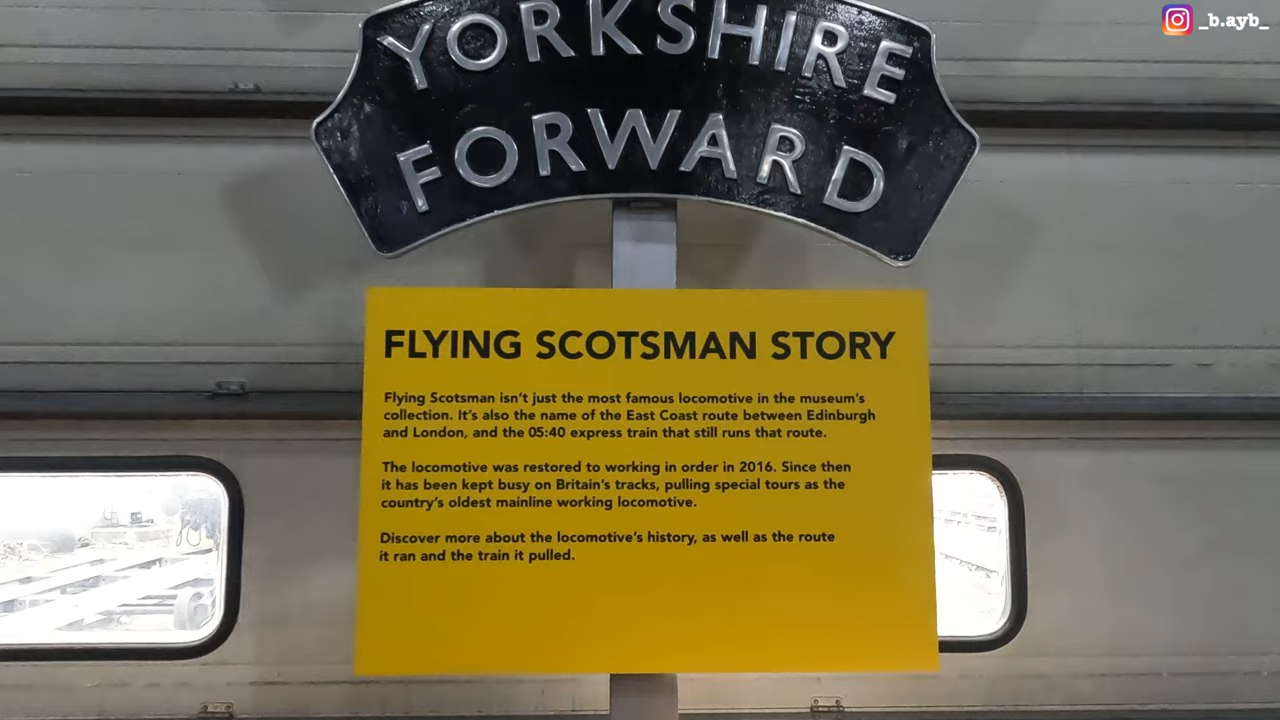 _b.ayb_
YORKSHIRE
FORWARD
FLYING SCOTSMAN STORY
Flying Scotsman isn't just the most famous locomotive in the museum's
collection. It's also the name of the East Coast route between Edinburgh
and London, and the 05:40 express train that still runs that route.
The locomotive was restored to working in order in 2016. Since then
it has been kept busy on Britain's tracks, pulling special tours as the
country's oldest mainline working locomotive.
Discover more about the locomotive's history, as well as the route
it ran and the train it pulled.